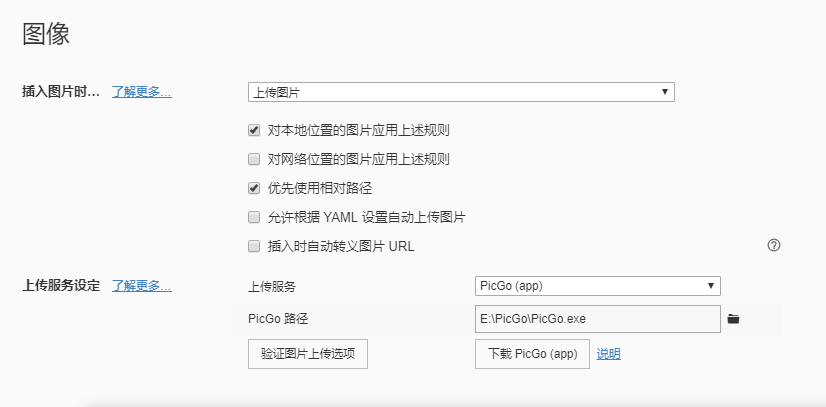 图像
插入图片时... 了解更多... 上传图片
对本地位置的图片应用上述规则
对网络位置的图片应用上述规则
优先使用相对路径
允许根据 YAML 设置自动上传图片
插入时自动转义图片 URL
上传服务设定 了解更多... 上传服务 PicGo (app)
PicGo 路径 E:\PicGo\PicGo.exe
验证图片上传选项 下载 PicGo (app) 说明